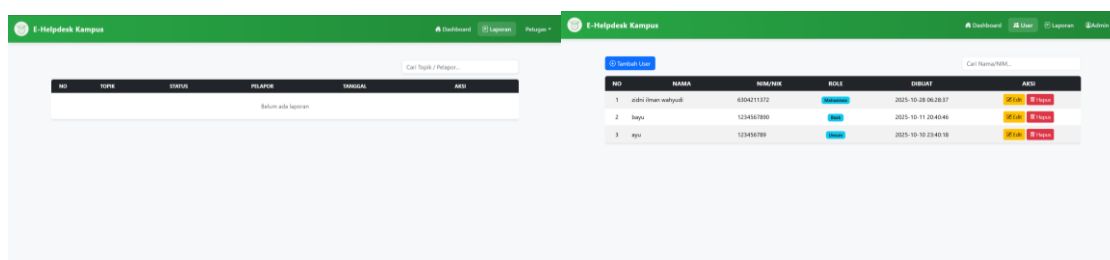 E-Helpdesk Kampus Dashboard Laporan Petugas
Cari Topik / Pelapor...
NO TOPIK STATUS PELAPOR TANGGAL AKSI
Belum ada laporan
E-Helpdesk Kampus Dashboard User Laporan Admin
Tambah User Cari Nama/NIM...
NO NAMA NIM/NIK ROLE DIBUAT AKSI
1 zidni ilman wahyudi 6304211372 Mahasiswa 2025-10-28 06:28:37 Edit Hapus
2 bayu 1234567890 2025-10-11 20:40:46 Edit Hapus
3 ayu 123456789 Umum 2025-10-10 23:40:18 Edit Hapus